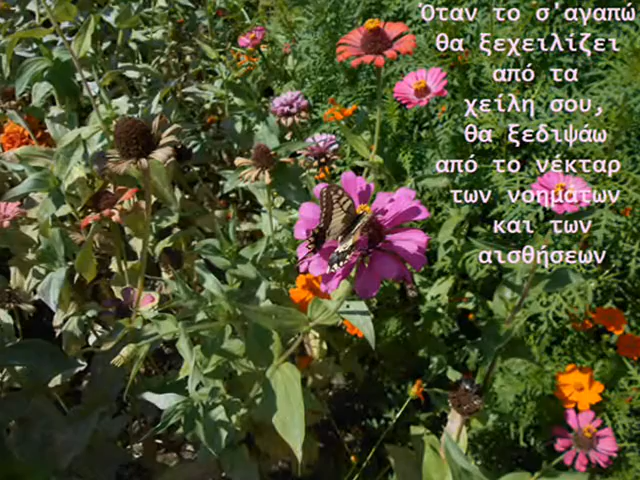 Όταν το σ'αγαπώ
θα ξεχειλίζει
από τα
χείλη σου,
θα ξεδιψάω
από το νέκταρ
των νοημάτων
και των
αισθήσεων